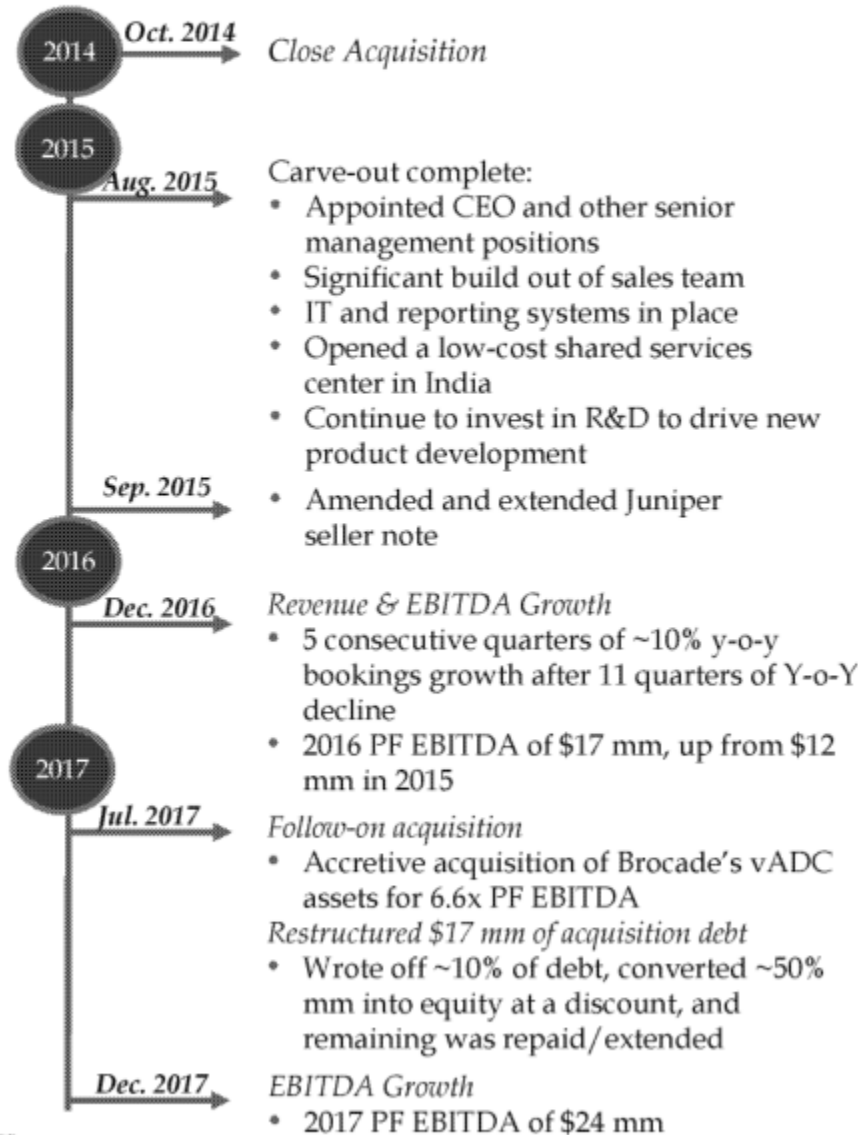 2014
Oct. 2014
Close Acquisition
2015
Aug. 2015
Carve-out complete:
• Appointed CEO and other senior
management positions
• Significant build out of sales team
• IT and reporting systems in place
• Opened a low-cost shared services
center in India
• Continue to invest in R&D to drive new
product development
Sep. 2015
• Amended and extended Juniper
seller note
2016
Dec. 2016
Revenue & EBITDA Growth
• 5 consecutive quarters of ~10% y-o-y
bookings growth after 11 quarters of Y-o-Y
decline
• 2016 PF EBITDA of $17 mm, up from $12
mm in 2015
2017
Jul. 2017
Follow-on acquisition
• Accretive acquisition of Brocade's vADC
assets for 6.6x PF EBITDA
Restructured $17 mm of acquisition debt
• Wrote off ~10% of debt, converted ~50%
mm into equity at a discount, and
remaining was repaid/extended
Dec. 2017
EBITDA Growth
• 2017 PF EBITDA of $24 mm